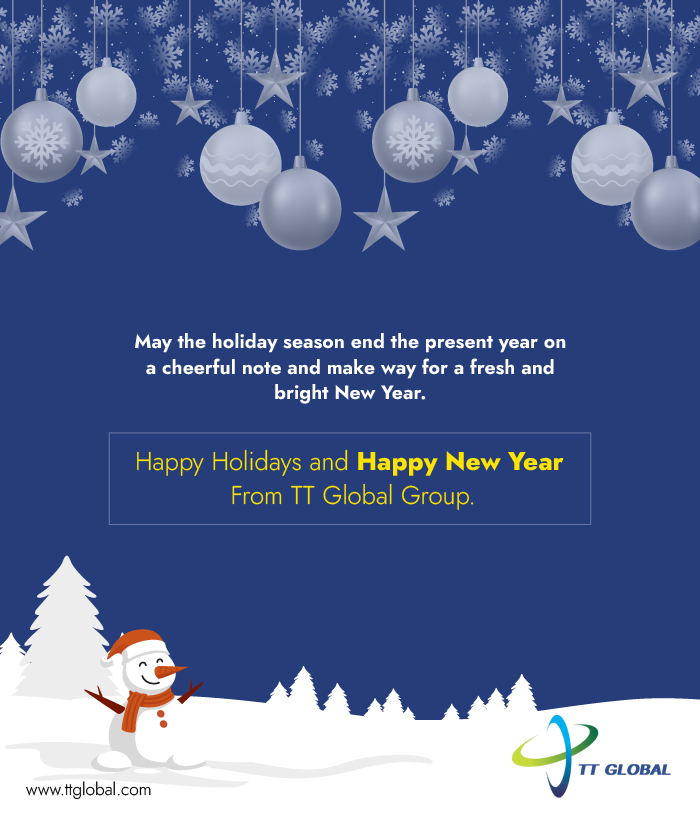 May the holiday season end the present year on
a cheerful note and make way for a fresh and
bright New Year.
Happy Holidays and Happy New Year
From TT Global Group.
www.ttglobal.com
TT GLOBAL